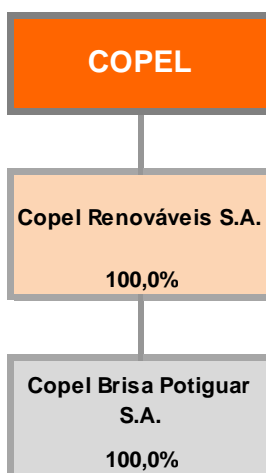 COPEL
Copel Renováveis S.A.
100,0%
Copel Brisa Potiguar
S.A.
100,0%